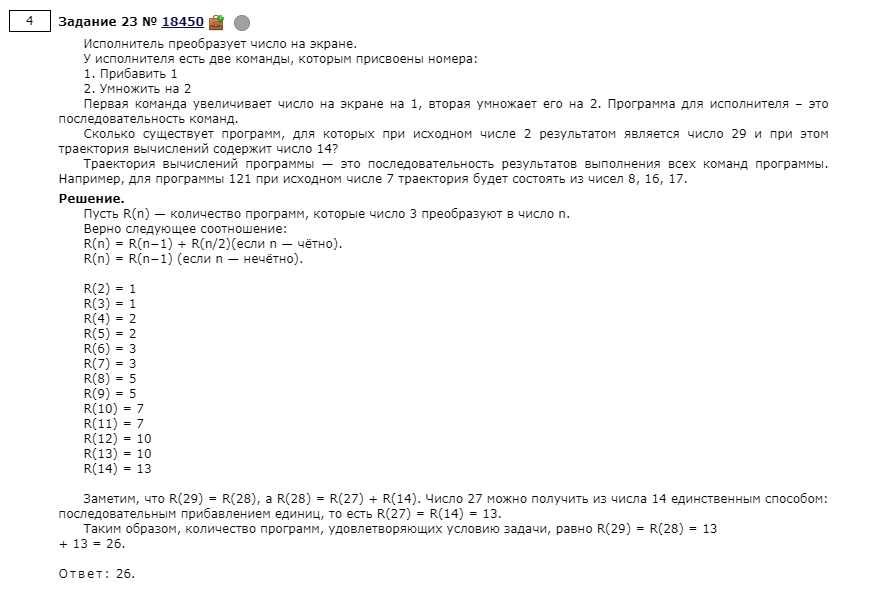 4
Задание 23 № 18450
Исполнитель преобразует число на экране.
У исполнителя есть две команды, которым присвоены номера:
1. Прибавить 1
2. Умножить на 2
Первая команда увеличивает число на экране на 1, вторая умножает его на 2. Программа для исполнителя – это
последовательность команд.
Сколько существует программ, для которых при исходном числе 2 результатом является число 29 и при этом
траектория вычислений содержит число 14?
Траектория вычислений программы — это последовательность результатов выполнения всех команд программы.
Например, для программы 121 при исходном числе 7 траектория будет состоять из чисел 8, 16, 17.
Решение.
Пусть R(n) — количество программ, которые число 3 преобразуют в число n.
Верно следующее соотношение:
R(n) = R(n−1) + R(n/2)(если n — чётно).
R(n) = R(n−1) (если n — нечётно).
R(2) = 1
R(3) = 1
R(4) = 2
R(5) = 2
R(6) = 3
R(7) = 3
R(8) = 5
R(9) = 5
R(10) = 7
R(11) = 7
R(12) = 10
R(13) = 10
R(14) = 13
Заметим, что R(29) = R(28), а R(28) = R(27) + R(14). Число 27 можно получить из числа 14 единственным способом:
последовательным прибавлением единиц, то есть R(27) = R(14) = 13.
Таким образом, количество программ, удовлетворяющих условию задачи, равно R(29) = R(28) = 13
+ 13 = 26.
Ответ: 26.